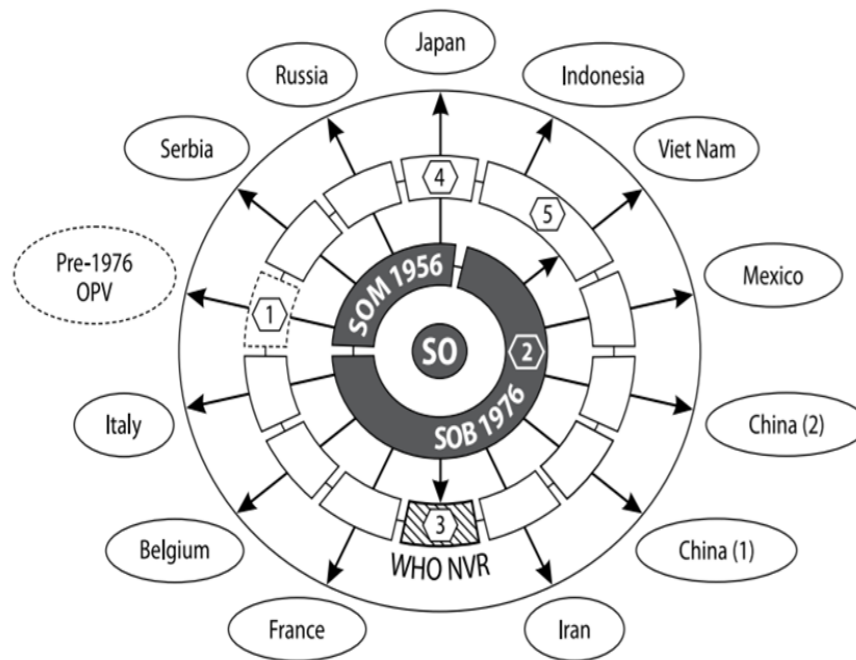 Japan
Russia
Indonesia
Serbia
Viet Nam
4
5
Pre-1976
OPV
SOM 1956
Mexico
1
SO
2
SOB 1976
Italy
China (2)
3
WHO NVR
Belgium
China (1)
France
Iran